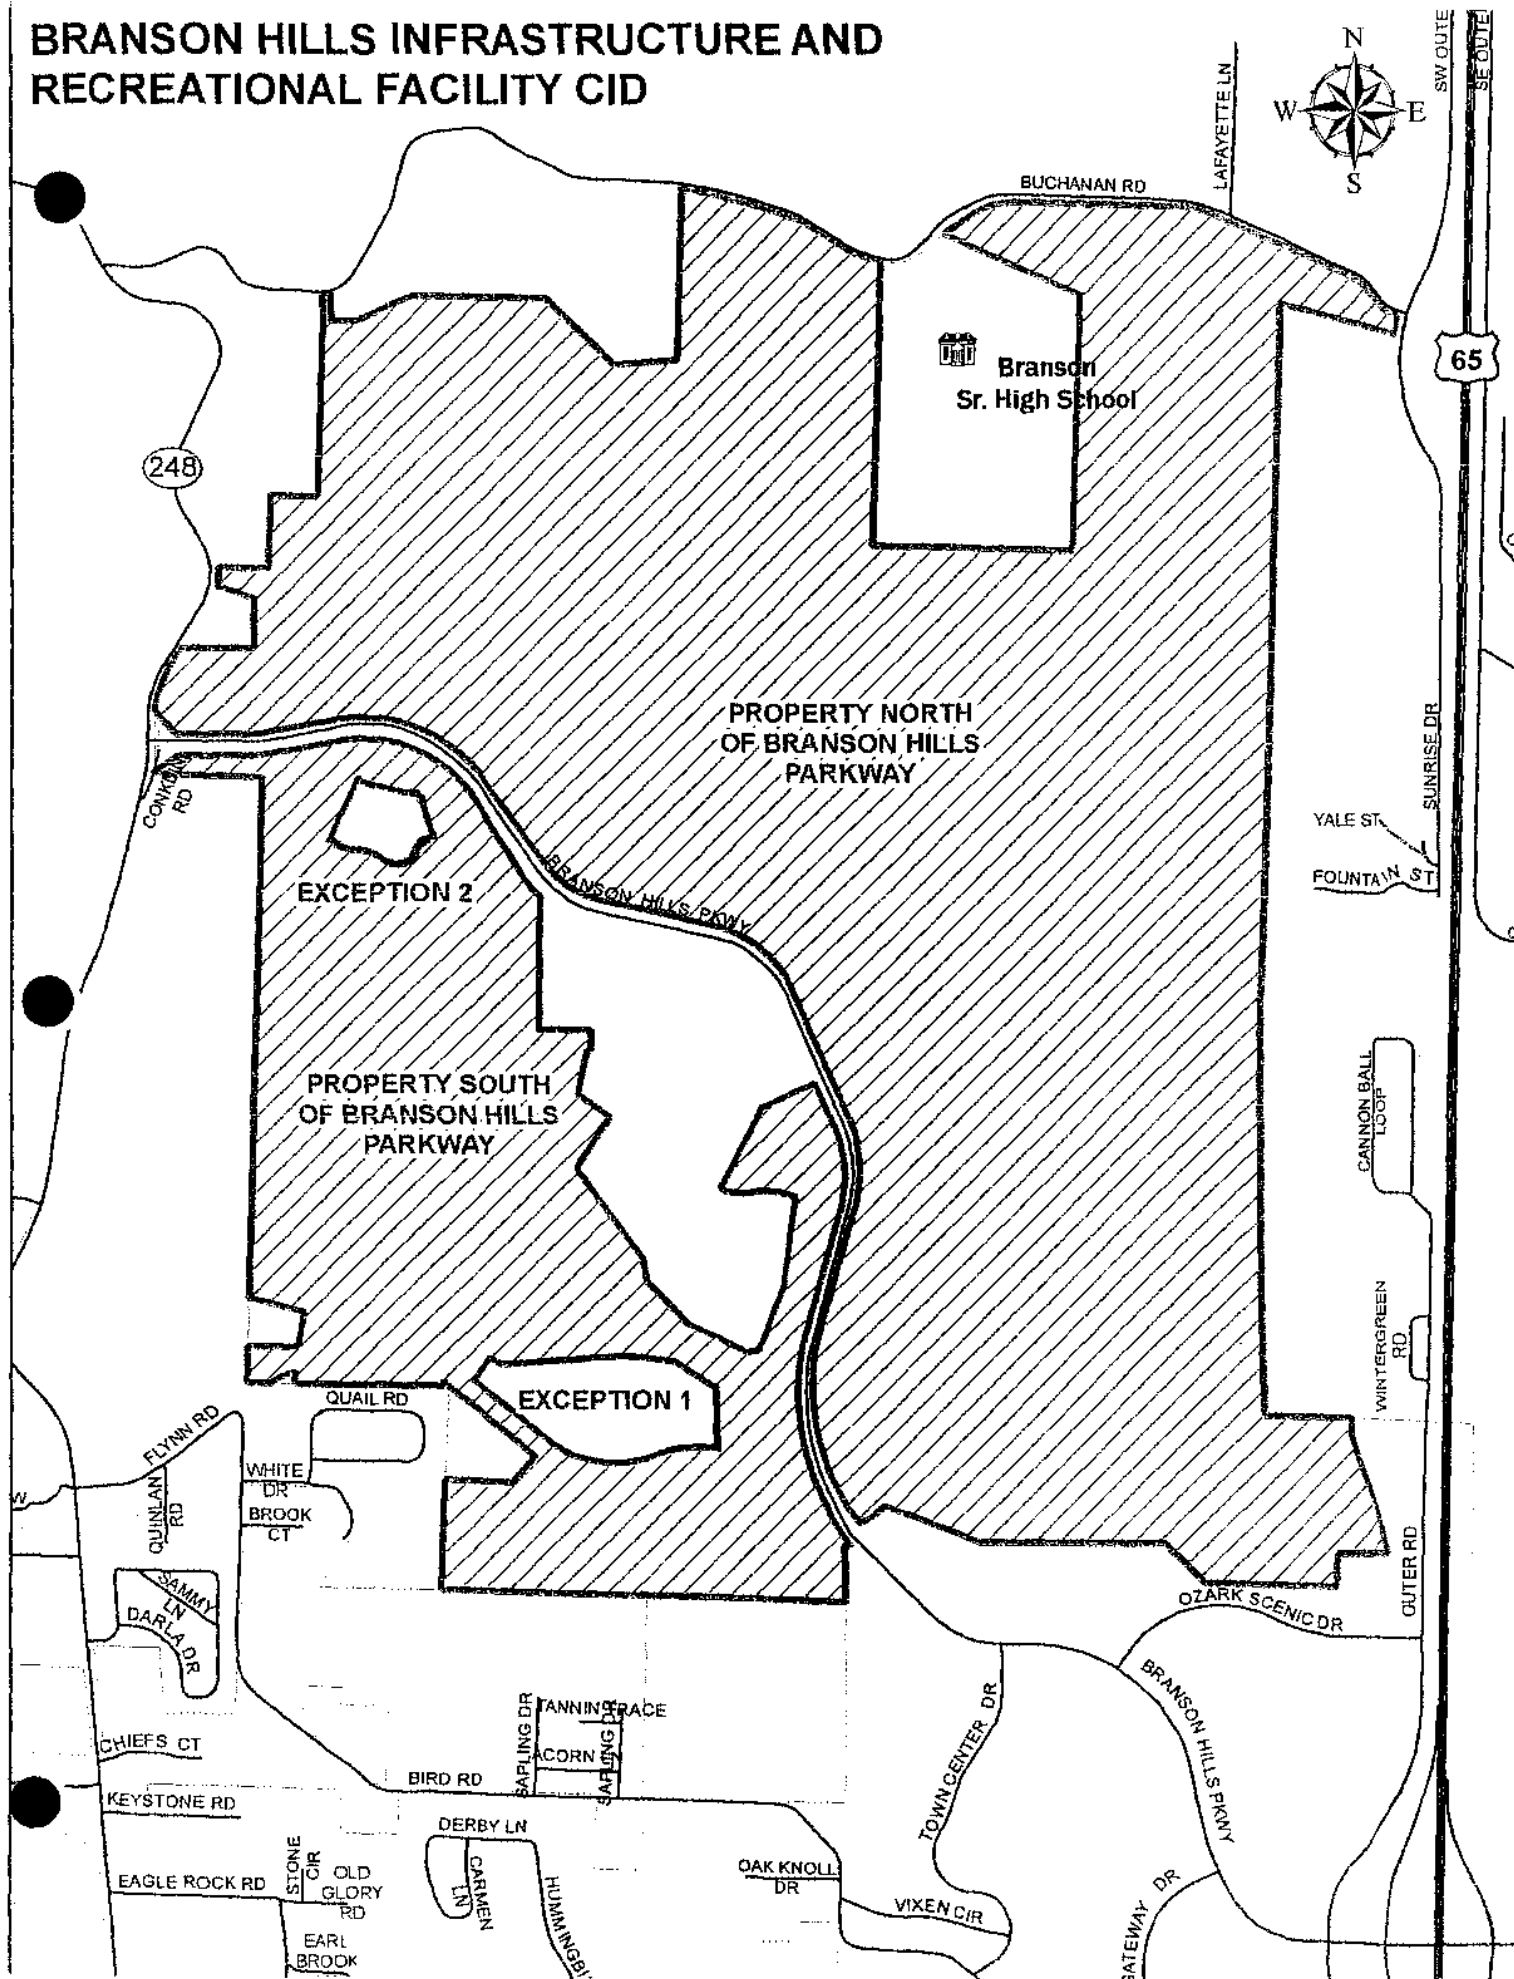 BRANSON HILLS INFRASTRUCTURE AND
RECREATIONAL FACILITY CID
N
W
E
S
SW OUTE
SE OUTE
LAFAYETTE LN
BUCHANAN RD
65
Branson
Sr. High School
248
PROPERTY NORTH
OF BRANSON HILLS
PARKWAY
SUNRISE DR
CONKLIN
RD
YALE ST
FOUNTAIN ST
EXCEPTION 2
BRANSON HILLS PKWY
CANNON BALL
LOOP
PROPERTY SOUTH
OF BRANSON HILLS
PARKWAY
WINTERGREEN
RD
EXCEPTION 1
QUAIL RD
FLYNN RD
WHITE
DR
QUINLAN
RD
BROOK
CT
W
OUTER RD
OZARK SCENIC DR
SAMMY
LN
DARLA DR
BRANSON HILLS PKWY
TOWN CENTER DR
SAPLING DR
TANNIN TRACE
SAPLING DR
ACORN LN
CHIEFS CT
BIRD RD
KEYSTONE RD
DERBY LN
STONE
CIR
OLD
GLORY
RD
CARMEN
LN
EAGLE ROCK RD
OAK KNOLL
DR
HUMMINGBI
VIXEN CIR
GATEWAY DR
EARL
BROOK